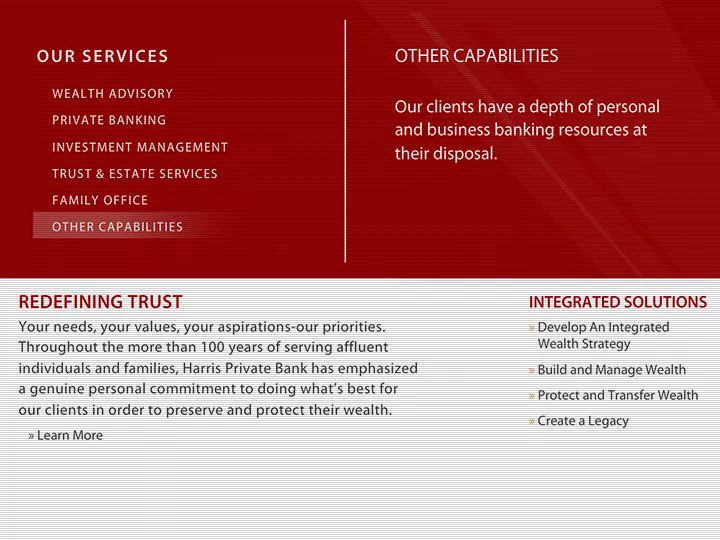 OUR SERVICES
WEALTH ADVISORY
PRIVATE BANKING
INVESTMENT MANAGEMENT
TRUST & ESTATE SERVICES
FAMILY OFFICE
OTHER CAPABILITIES
OTHER CAPABILITIES
Our clients have a depth of personal
and business banking resources at
their disposal.
REDEFINING TRUST
Your needs, your values, your aspirations-our priorities.
Throughout the more than 100 years of serving affluent
individuals and families, Harris Private Bank has emphasized
a genuine personal commitment to doing what's best for
our clients in order to preserve and protect their wealth.
» Learn More
INTEGRATED SOLUTIONS
» Develop An Integrated
Wealth Strategy
» Build and Manage Wealth
» Protect and Transfer Wealth
» Create a Legacy